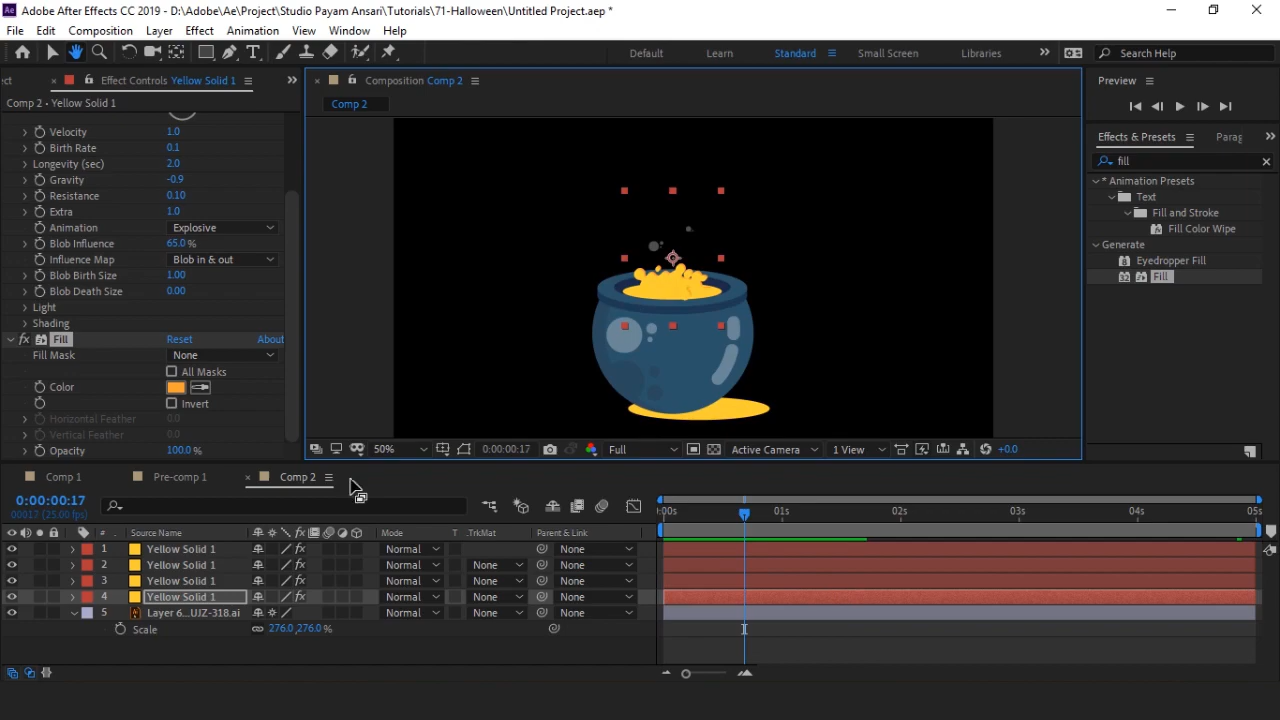 Ae Adobe After Effects CC 2019 - D:\Adobe\Ae\Project\Studio Payam Ansari\Tutorials\71-Halloween\Untitled Project.aep *
File Edit Composition Layer Effect Animation View Window Help
Default Learn Standard Small Screen Libraries Search Help
ect Effect Controls Yellow Solid 1
Composition Comp 2
Preview
Comp 2 • Yellow Solid 1
Comp 2
Effects & Presets Parag
fill
Velocity 1.0
Birth Rate 0.1
Longevity (sec) 2.0
Gravity -0.9
Resistance 0.10
Extra 1.0
Animation Explosive
Blob Influence 65.0 %
Influence Map Blob in & out
Blob Birth Size 1.00
Blob Death Size 0.00
Light
Shading
fx Fill Reset About
Fill Mask None
All Masks
Color
Invert
Horizontal Feather 0.0
Vertical Feather 0.0
Opacity 100.0 %
* Animation Presets
Text
Fill and Stroke
Fill Color Wipe
Generate
Eyedropper Fill
Fill
50% 0:00:00:17 Full Active Camera 1 View +0.0
Comp 1 Pre-comp 1 Comp 2
0:00:00:17
00017 (25.00 fps)
:00s 01s 02s 03s 04s 05s
# Source Name Mode T .TrkMat Parent & Link
1 Yellow Solid 1 fx Normal None
2 Yellow Solid 1 fx Normal None None
3 Yellow Solid 1 fx Normal None None
4 Yellow Solid 1 fx Normal None None
5 Layer 6...UJZ-318.ai Normal None None
Scale 276.0,276.0 %